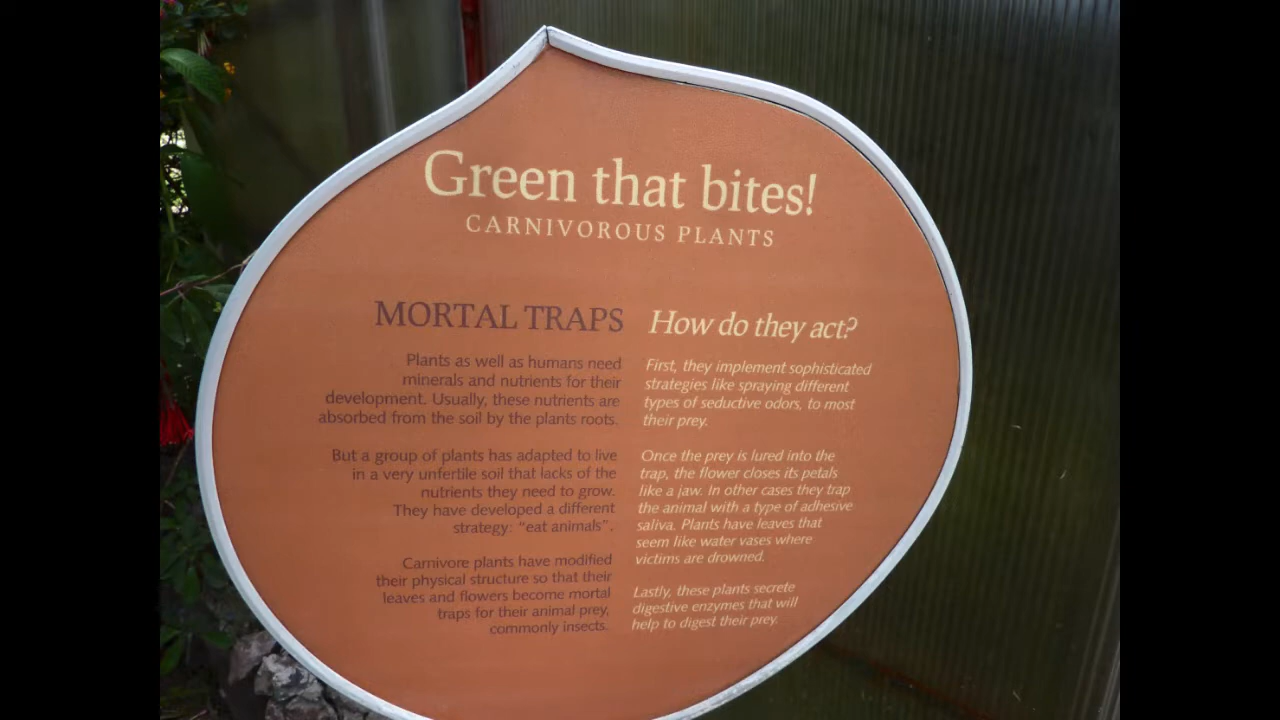 Green that bites!
CARNIVOROUS PLANTS
MORTAL TRAPS
Plants as well as humans need
minerals and nutrients for their
development. Usually, these nutrients are
absorbed from the soil by the plants roots.
But a group of plants has adapted to live
in a very unfertile soil that lacks of the
nutrients they need to grow.
They have developed a different
strategy: “eat animals”.
Carnivore plants have modified
their physical structure so that their
leaves and flowers become mortal
traps for their animal prey,
commonly insects.
How do they act?
First, they implement sophisticated
strategies like spraying different
types of seductive odors, to most
their prey.
Once the prey is lured into the
trap, the flower closes its petals
like a jaw. In other cases they trap
the animal with a type of adhesive
saliva. Plants have leaves that
seem like water vases where
victims are drowned.
Lastly, these plants secrete
digestive enzymes that will
help to digest their prey.